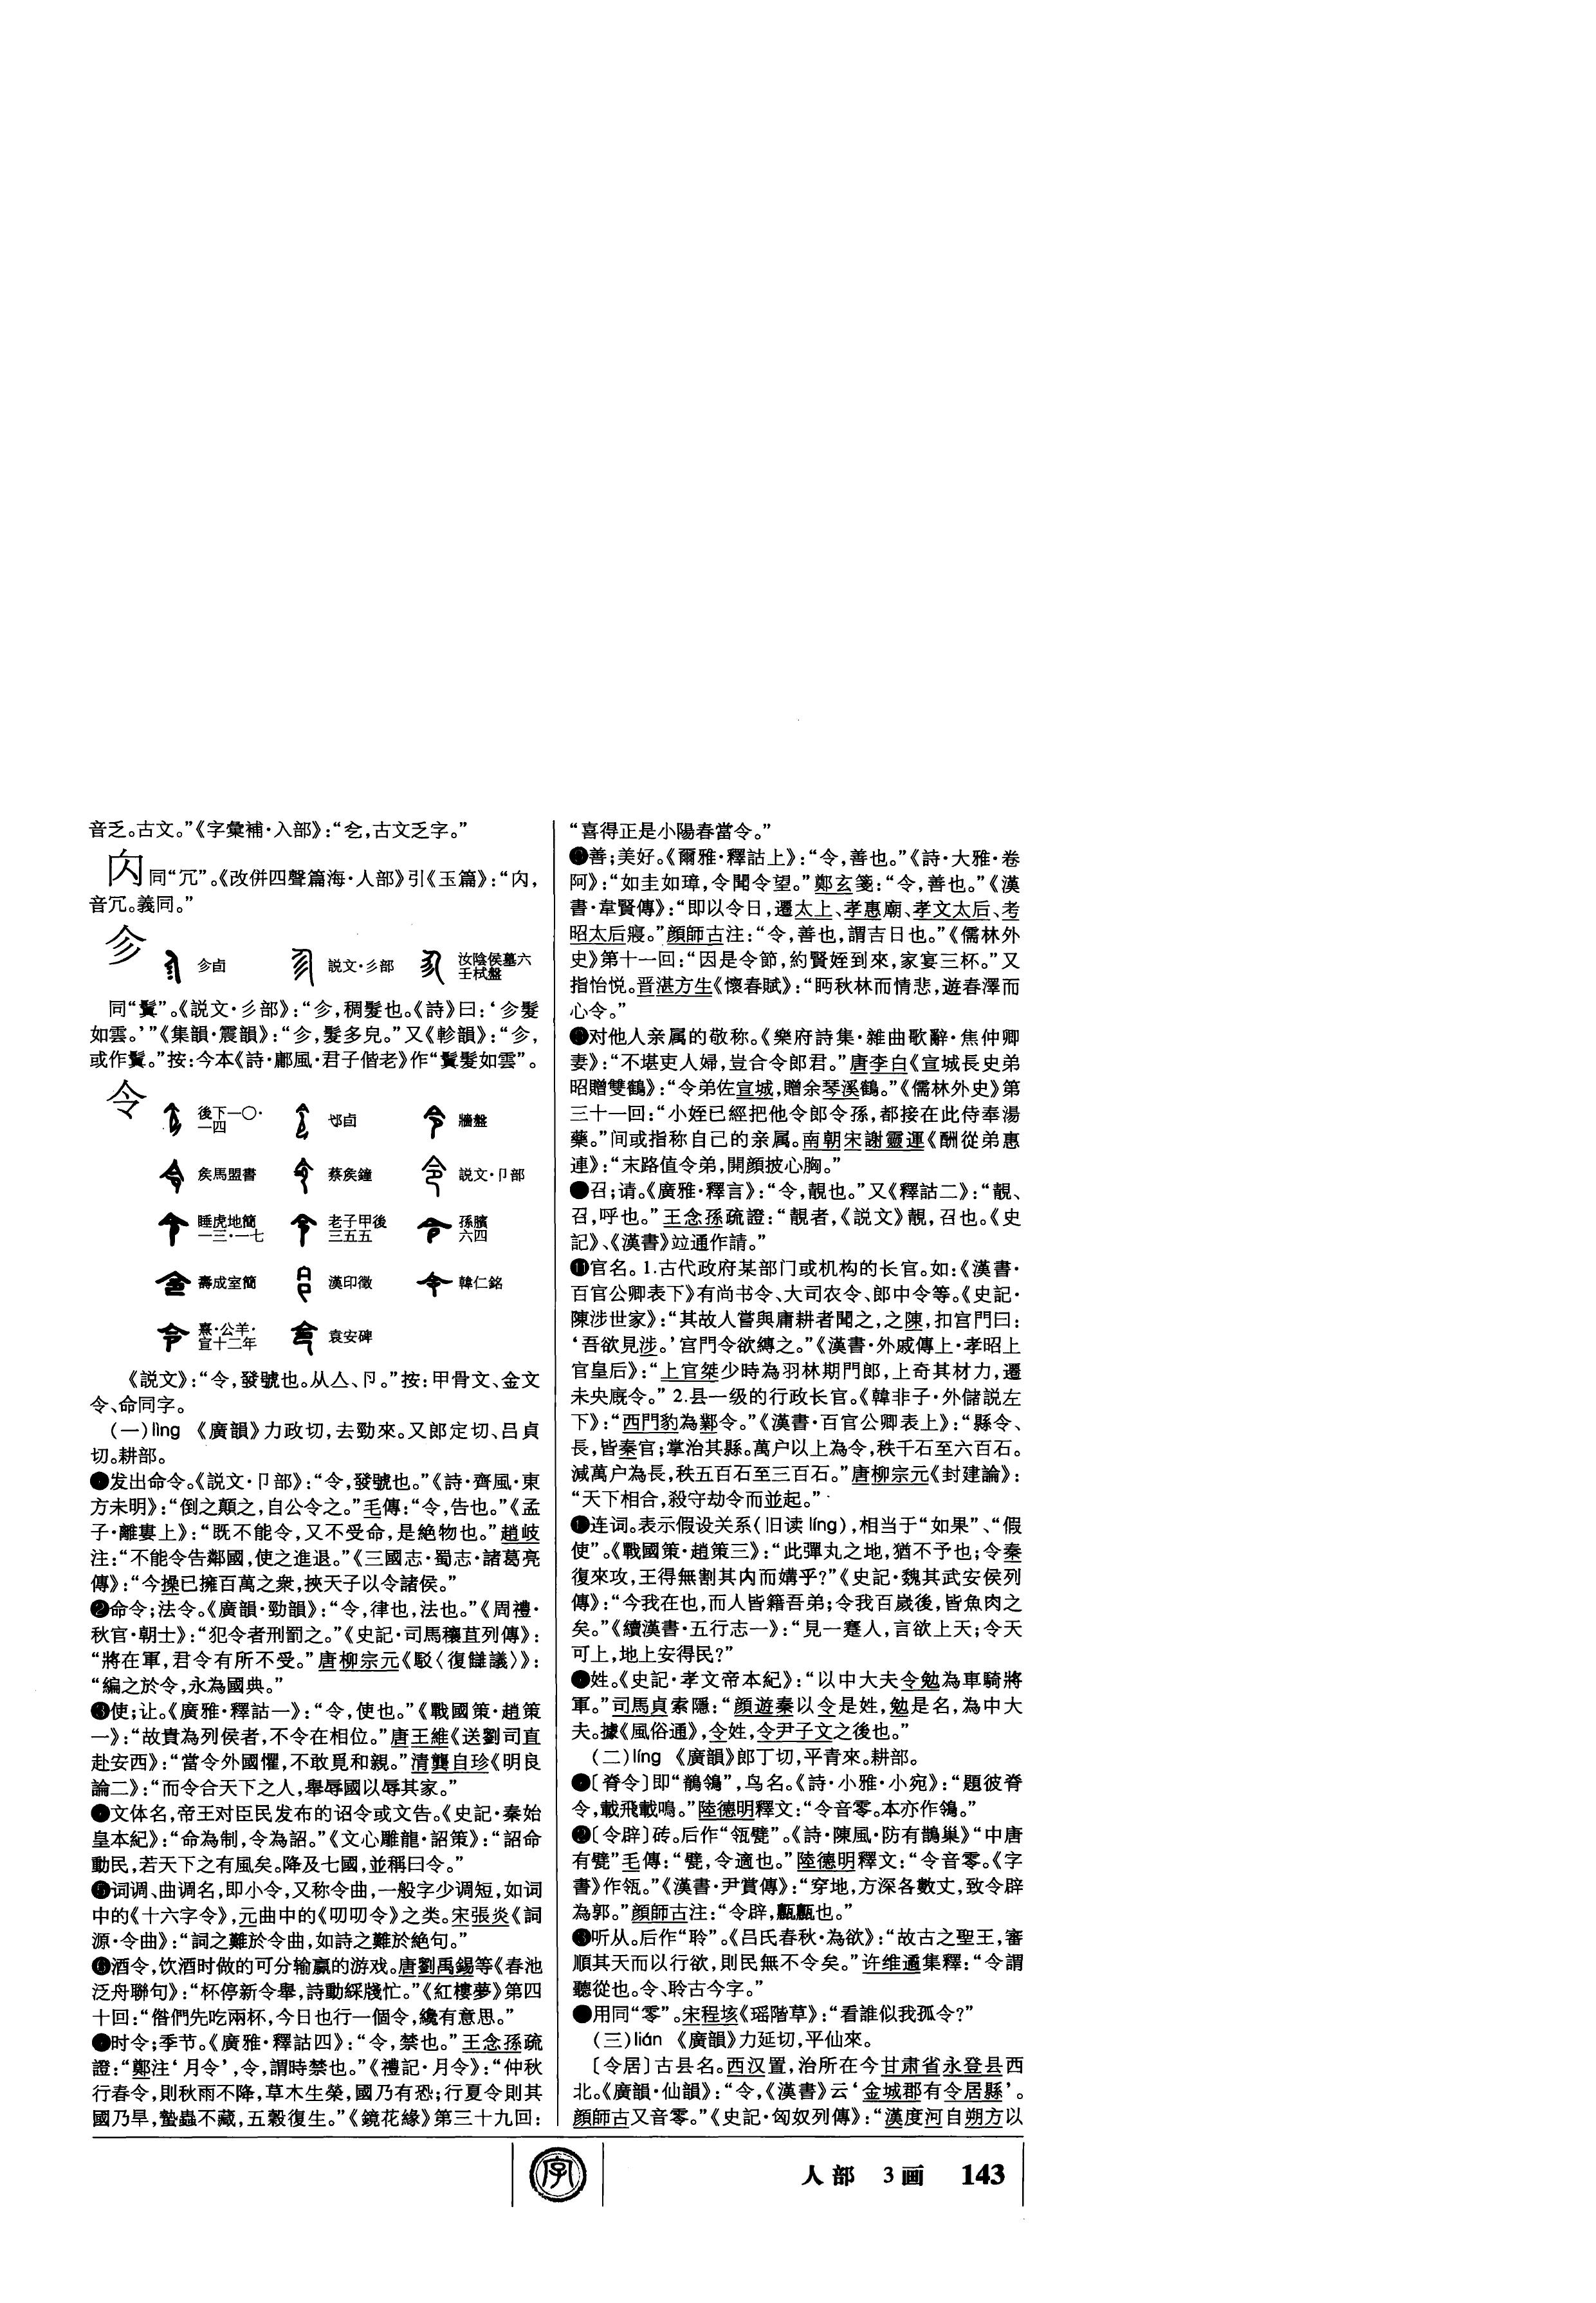 音乏。古文。”《字彙補·入部》：“㒱，古文乏字。”
㐻同“冗”。《改併四聲篇海·人部》引《玉篇》：“㐻，
音冗。義同。”
㐱 㐱卣 説文·彡部 汝陰侯墓六壬栻盤
同“鬒”。《説文·彡部》：“㐱，稠髮也。《詩》曰：‘㐱髮
如雲。’”《集韻·震韻》：“㐱，髮多皃。”又《軫韻》：“㐱，
或作鬒。”按：今本《詩·鄘風·君子偕老》作“鬒髮如雲”。
令 後下一〇·一四 𠨘卣 牆盤
矦馬盟書 蔡矦鐘 説文·卩部
睡虎地簡一三·一七 老子甲後三五五 孫臏六四
壽成室簡 漢印徵 韓仁銘
熹·公羊·宣十二年 袁安碑
《説文》：“令，發號也。从亼、卪。”按：甲骨文、金文
令、命同字。
（一）lìng 《廣韻》力政切，去勁來。又郎定切、吕貞
切。耕部。
●发出命令。《説文·卩部》：“令，發號也。”《詩·齊風·東
方未明》：“倒之顛之，自公令之。”毛傳：“令，告也。”《孟
子·離婁上》：“既不能令，又不受命，是絶物也。”趙岐
注：“不能令告鄰國，使之進退。”《三國志·蜀志·諸葛亮
傳》：“今操已擁百萬之衆，挾天子以令諸侯。”
❷命令；法令。《廣韻·勁韻》：“令，律也，法也。”《周禮·
秋官·朝士》：“犯令者刑罰之。”《史記·司馬穰苴列傳》：
“將在軍，君令有所不受。”唐柳宗元《駁〈復讎議〉》：
“編之於令，永為國典。”
❸使；让。《廣雅·釋詁一》：“令，使也。”《戰國策·趙策
一》：“故貴為列侯者，不令在相位。”唐王維《送劉司直
赴安西》：“當令外國懼，不敢覓和親。”清龔自珍《明良
論二》：“而令合天下之人，舉辱國以辱其家。”
●文体名，帝王对臣民发布的诏令或文告。《史記·秦始
皇本紀》：“命為制，令為詔。”《文心雕龍·詔策》：“詔命
動民，若天下之有風矣。降及七國，並稱曰令。”
❺词调、曲调名，即小令，又称令曲，一般字少调短，如词
中的《十六字令》，元曲中的《叨叨令》之类。宋張炎《詞
源·令曲》：“詞之難於令曲，如詩之難於絶句。”
❻酒令，饮酒时做的可分输赢的游戏。唐劉禹錫等《春池
泛舟聯句》：“杯停新令舉，詩動綵牋忙。”《紅樓夢》第四
十回：“偺們先吃兩杯，今日也行一個令，纔有意思。”
●时令；季节。《廣雅·釋詁四》：“令，禁也。”王念孫疏
證：“鄭注‘月令’，令，謂時禁也。”《禮記·月令》：“仲秋
行春令，則秋雨不降，草木生榮，國乃有恐；行夏令則其
國乃旱，蟄蟲不藏，五穀復生。”《鏡花緣》第三十九回：
“喜得正是小陽春當令。”
❽善；美好。《爾雅·釋詁上》：“令，善也。”《詩·大雅·卷
阿》：“如圭如璋，令聞令望。”鄭玄箋：“令，善也。”《漢
書·韋賢傳》：“即以令日，遷太上、孝惠廟、孝文太后、考
昭太后寢。”顔師古注：“令，善也，謂吉日也。”《儒林外
史》第十一回：“因是令節，約賢姪到來，家宴三杯。”又
指怡悦。晋湛方生《懷春賦》：“眄秋林而情悲，遊春澤而
心令。”
❾对他人亲属的敬称。《樂府詩集·雜曲歌辭·焦仲卿
妻》：“不堪吏人婦，豈合令郎君。”唐李白《宣城長史弟
昭贈雙鶴》：“令弟佐宣城，贈余琴溪鶴。”《儒林外史》第
三十一回：“小姪已經把他令郎令孫，都接在此侍奉湯
藥。”间或指称自己的亲属。南朝宋謝靈運《酬從弟惠
連》：“末路值令弟，開顔披心胸。”
●召；请。《廣雅·釋言》：“令，靚也。”又《釋詁二》：“靚、
召，呼也。”王念孫疏證：“靚者，《説文》靚，召也。《史
記》、《漢書》竝通作請。”
⓫官名。1.古代政府某部门或机构的长官。如：《漢書·
百官公卿表下》有尚书令、大司农令、郎中令等。《史記·
陳涉世家》：“其故人嘗與庸耕者聞之，之陳，扣宫門曰：
‘吾欲見涉。’宫門令欲縛之。”《漢書·外戚傳上·孝昭上
官皇后》：“上官桀少時為羽林期門郎，上奇其材力，遷
未央廄令。”2.县一级的行政长官。《韓非子·外儲説左
下》：“西門豹為鄴令。”《漢書·百官公卿表上》：“縣令、
長，皆秦官；掌治其縣。萬户以上為令，秩千石至六百石。
減萬户為長，秩五百石至三百石。”唐柳宗元《封建論》：
“天下相合，殺守劫令而並起。”
●连词。表示假设关系（旧读líng），相当于“如果”、“假
使”。《戰國策·趙策三》：“此彈丸之地，猶不予也；令秦
復來攻，王得無割其内而媾乎？”《史記·魏其武安侯列
傳》：“今我在也，而人皆籍吾弟；令我百歲後，皆魚肉之
矣。”《續漢書·五行志一》：“見一蹇人，言欲上天；令天
可上，地上安得民？”
●姓。《史記·孝文帝本紀》：“以中大夫令勉為車騎將
軍。”司馬貞索隱：“顔遊秦以令是姓，勉是名，為中大
夫。據《風俗通》，令姓，令尹子文之後也。”
（二）líng 《廣韻》郎丁切，平青來。耕部。
●〔脊令〕即“鶺鴒”，鸟名。《詩·小雅·小宛》：“題彼脊
令，載飛載鳴。”陸德明釋文：“令音零。本亦作鴒。”
❷〔令辟〕砖。后作“瓴甓”。《詩·陳風·防有鵲巢》“中唐
有甓”毛傳：“甓，令適也。”陸德明釋文：“令音零。《字
書》作瓴。”《漢書·尹賞傳》：“穿地，方深各數丈，致令辟
為郭。”顔師古注：“令辟，㼾甎也。”
❸听从。后作“聆”。《吕氏春秋·為欲》：“故古之聖王，審
順其天而以行欲，則民無不令矣。”许维遹集釋：“令謂
聽從也。令、聆古今字。”
●用同“零”。宋程垓《瑶階草》：“看誰似我孤令？”
（三）lián 《廣韻》力延切，平仙來。
〔令居〕古县名。西汉置，治所在今甘肃省永登县西
北。《廣韻·仙韻》：“令，《漢書》云‘金城郡有令居縣’。
顔師古又音零。”《史記·匈奴列傳》：“漢度河自朔方以
字
人部 3画 143